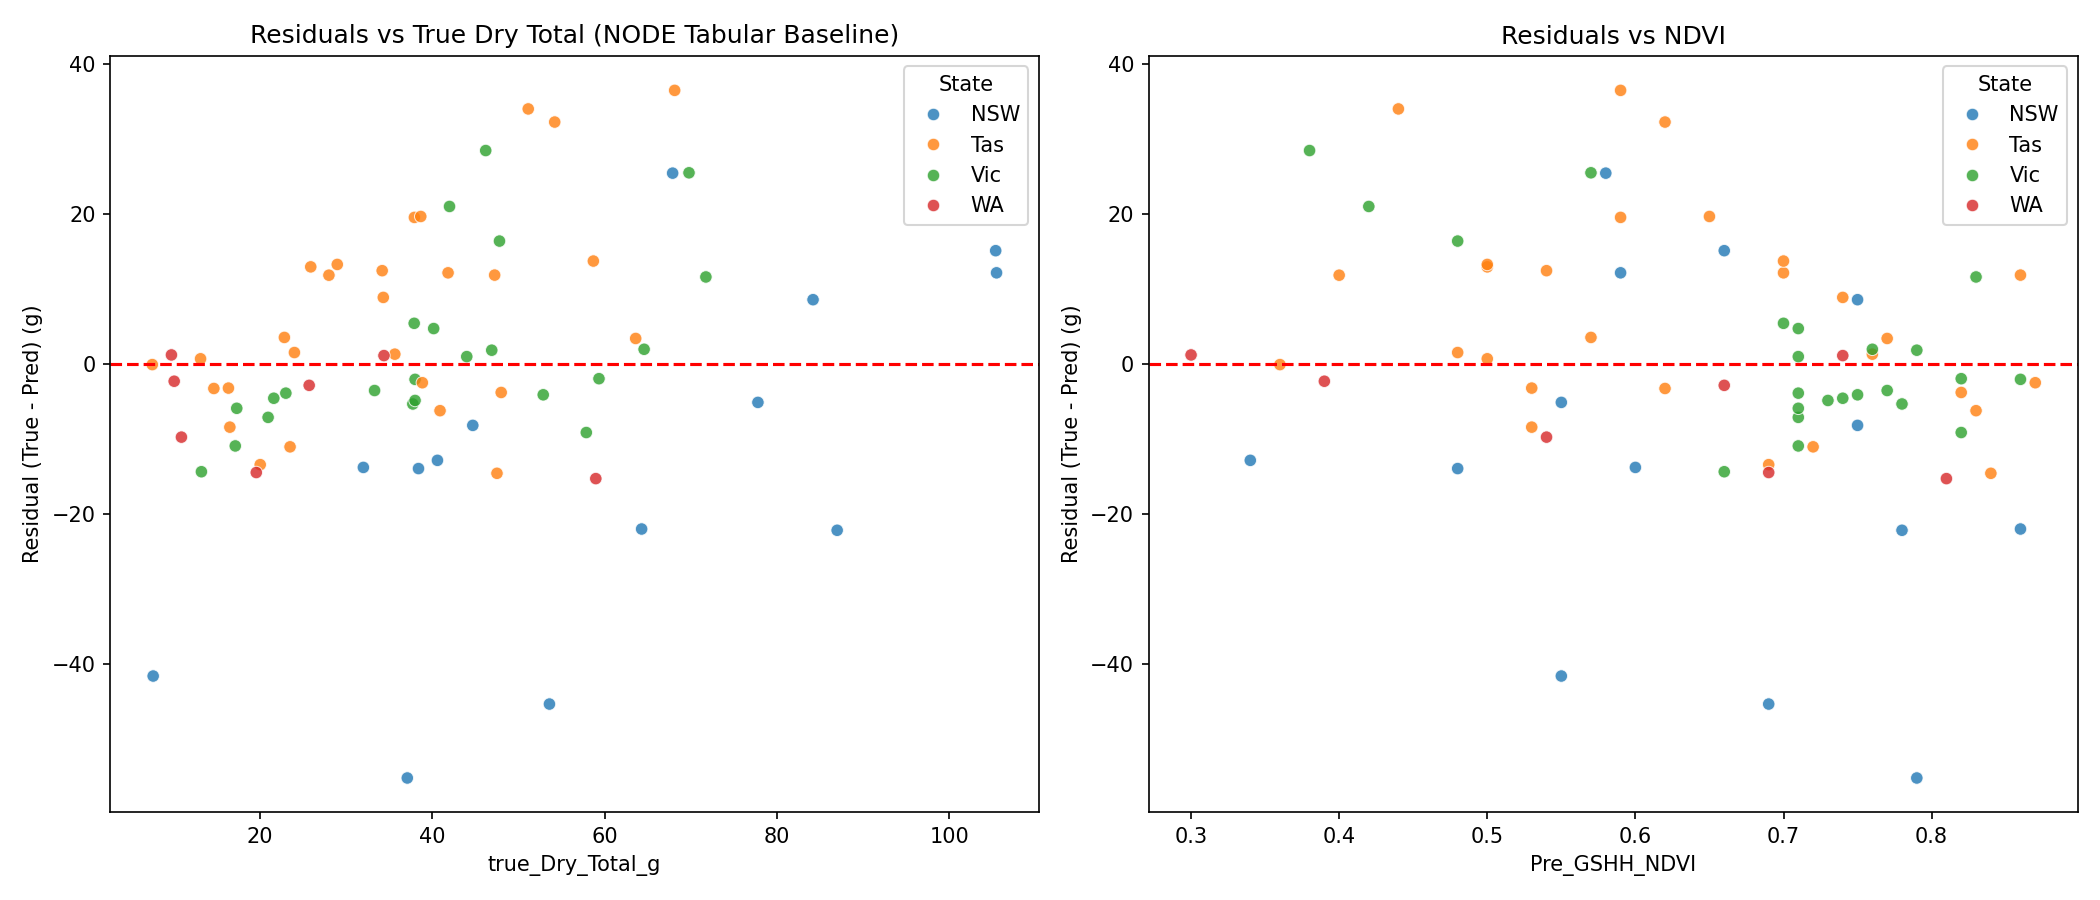 Residuals vs True Dry Total (NODE Tabular Baseline)
Residual (True - Pred) (g)
40
20
0
−20
−40
20
40
60
80
100
true_Dry_Total_g
State
NSW
Tas
Vic
WA
Residuals vs NDVI
Residual (True - Pred) (g)
40
20
0
−20
−40
0.3
0.4
0.5
0.6
0.7
0.8
Pre_GSHH_NDVI
State
NSW
Tas
Vic
WA